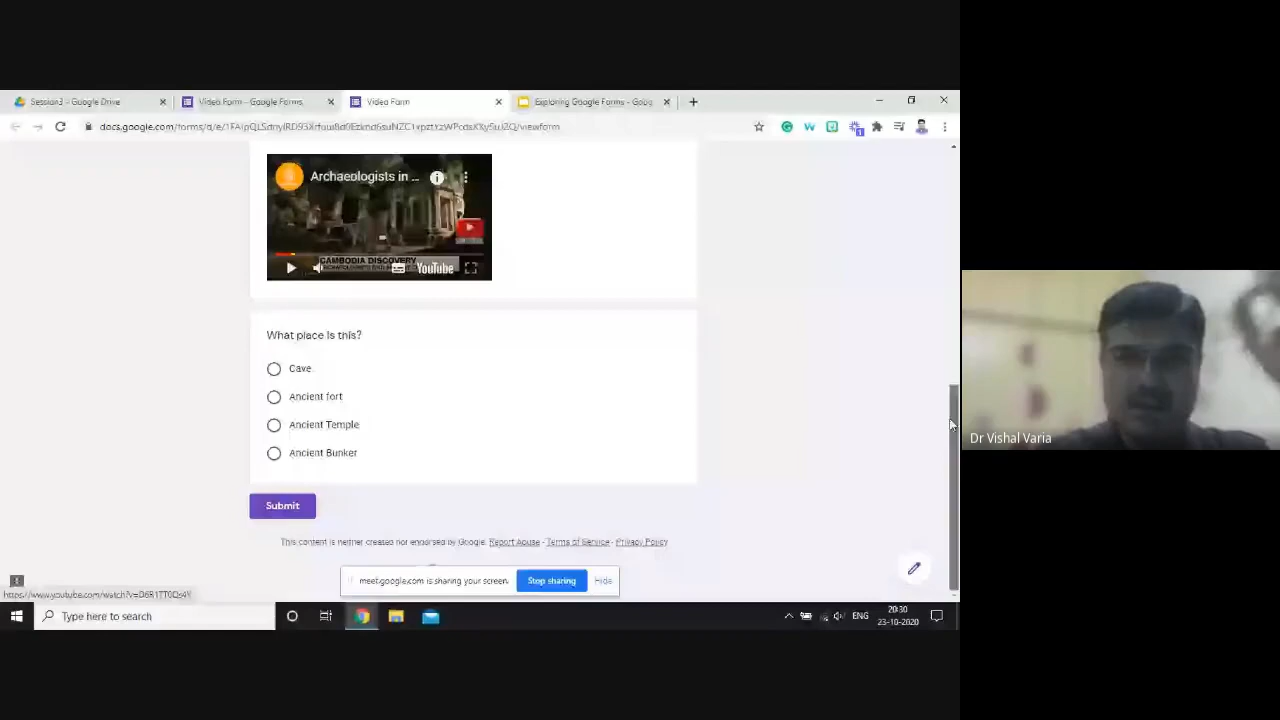 Session3 - Google Drive
Video Form - Google Forms
Video Form
Exploring Google Forms - Goog
Archaeologists in ...
CAMBODIA DISCOVERY
YouTube
What place is this?
Cave
Ancient fort
Ancient Temple
Ancient Bunker
Submit
This content is neither created nor endorsed by Google. Report Abuse - Terms of Service - Privacy Policy
meet.google.com is sharing your screen.
Stop sharing
Hide
Type here to search
ENG
20:30
23-10-2020
Dr Vishal Varia